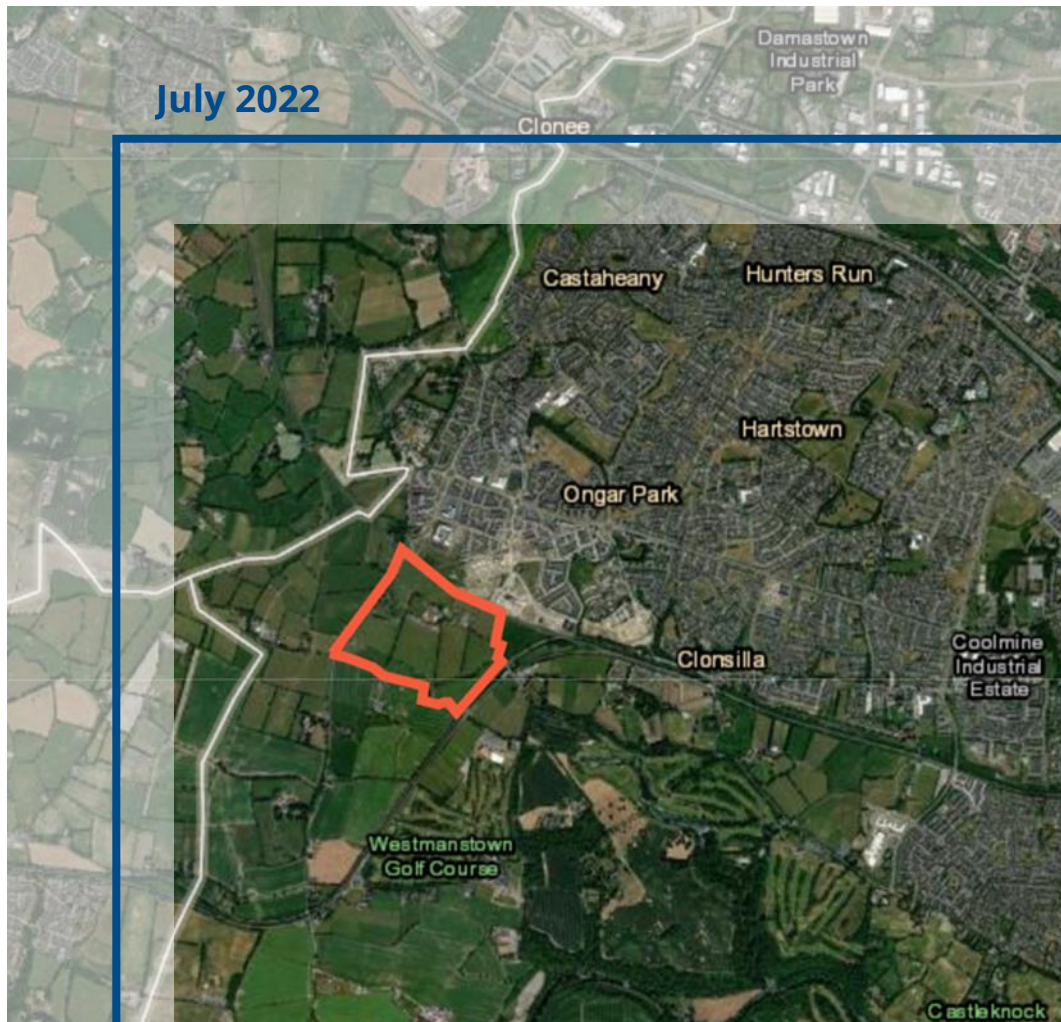 Damastown
Industrial
Park
July 2022
Clonee
Castaheany
Hunters Run
Hartstown
Ongar Park
Clonsilla
Coolmine
Industrial
Estate
Westmanstown
Golf Course
Castleknock